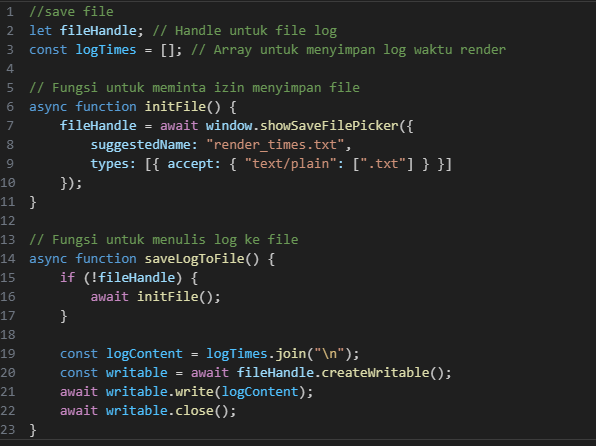 1 //save file
2 let fileHandle; // Handle untuk file log
3 const logTimes = []; // Array untuk menyimpan log waktu render
4
5 // Fungsi untuk meminta izin menyimpan file
6 async function initFile() {
7     fileHandle = await window.showSaveFilePicker({
8         suggestedName: "render_times.txt",
9         types: [{ accept: { "text/plain": [".txt"] } }]
10     });
11 }
12
13 // Fungsi untuk menulis log ke file
14 async function saveLogToFile() {
15     if (!fileHandle) {
16         await initFile();
17     }
18
19     const logContent = logTimes.join("\n");
20     const writable = await fileHandle.createWritable();
21     await writable.write(logContent);
22     await writable.close();
23 }